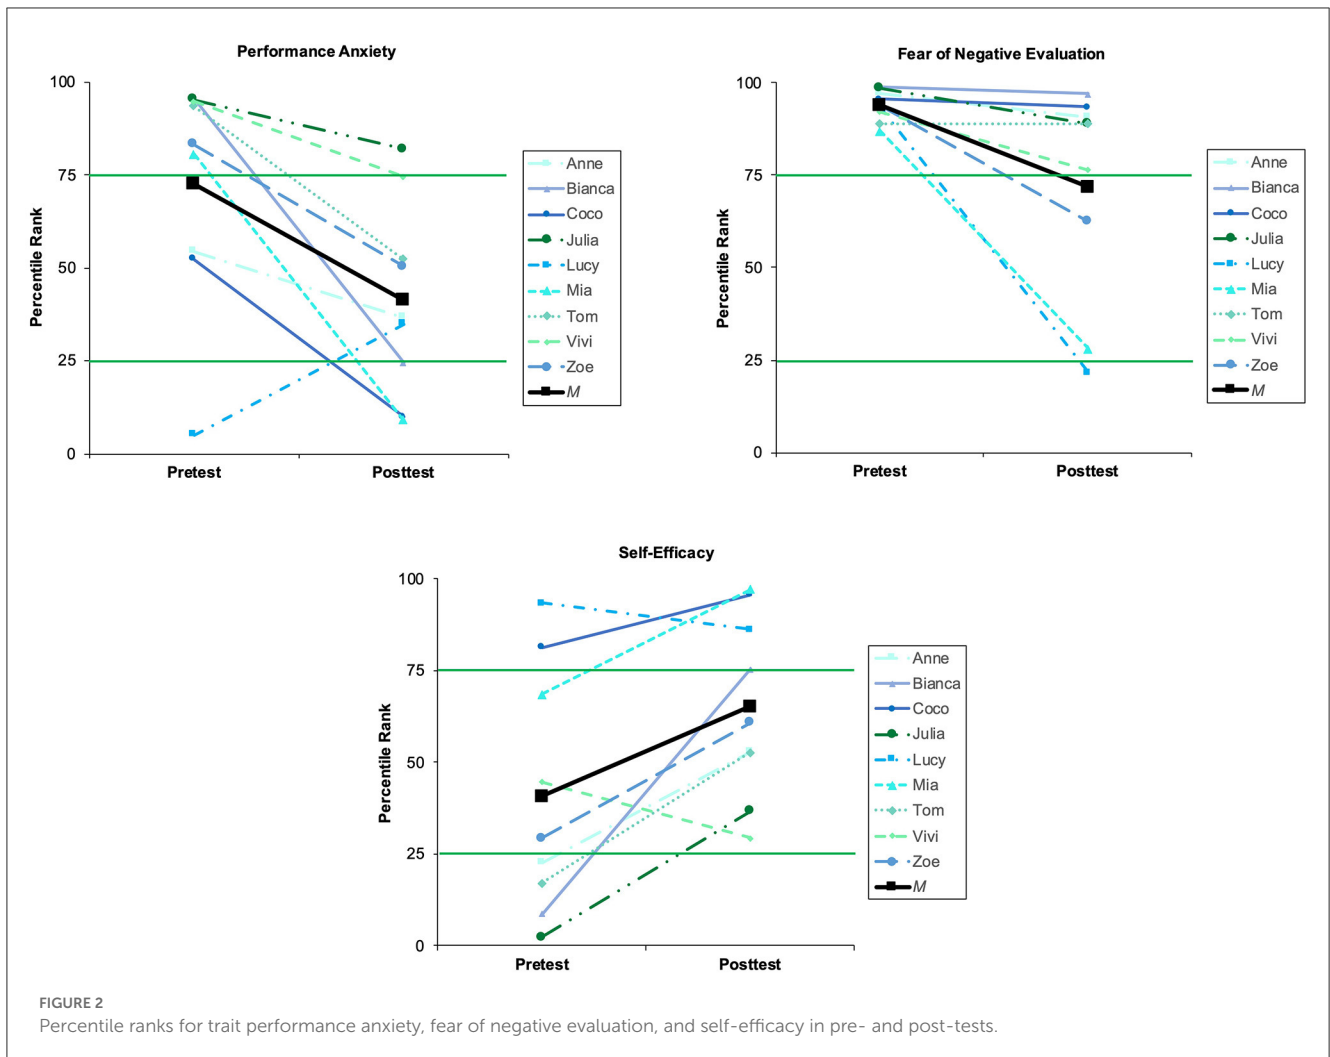 Performance Anxiety
100
75
50
25
0
Percentile Rank
Pretest
Posttest
Anne
Bianca
Coco
Julia
Lucy
Mia
Tom
Vivi
Zoe
M
Fear of Negative Evaluation
100
75
50
25
0
Percentile Rank
Pretest
Posttest
Anne
Bianca
Coco
Julia
Lucy
Mia
Tom
Vivi
Zoe
M
Self-Efficacy
100
75
50
25
0
Percentile Rank
Pretest
Posttest
Anne
Bianca
Coco
Julia
Lucy
Mia
Tom
Vivi
Zoe
M
FIGURE 2
Percentile ranks for trait performance anxiety, fear of negative evaluation, and self-efficacy in pre- and post-tests.